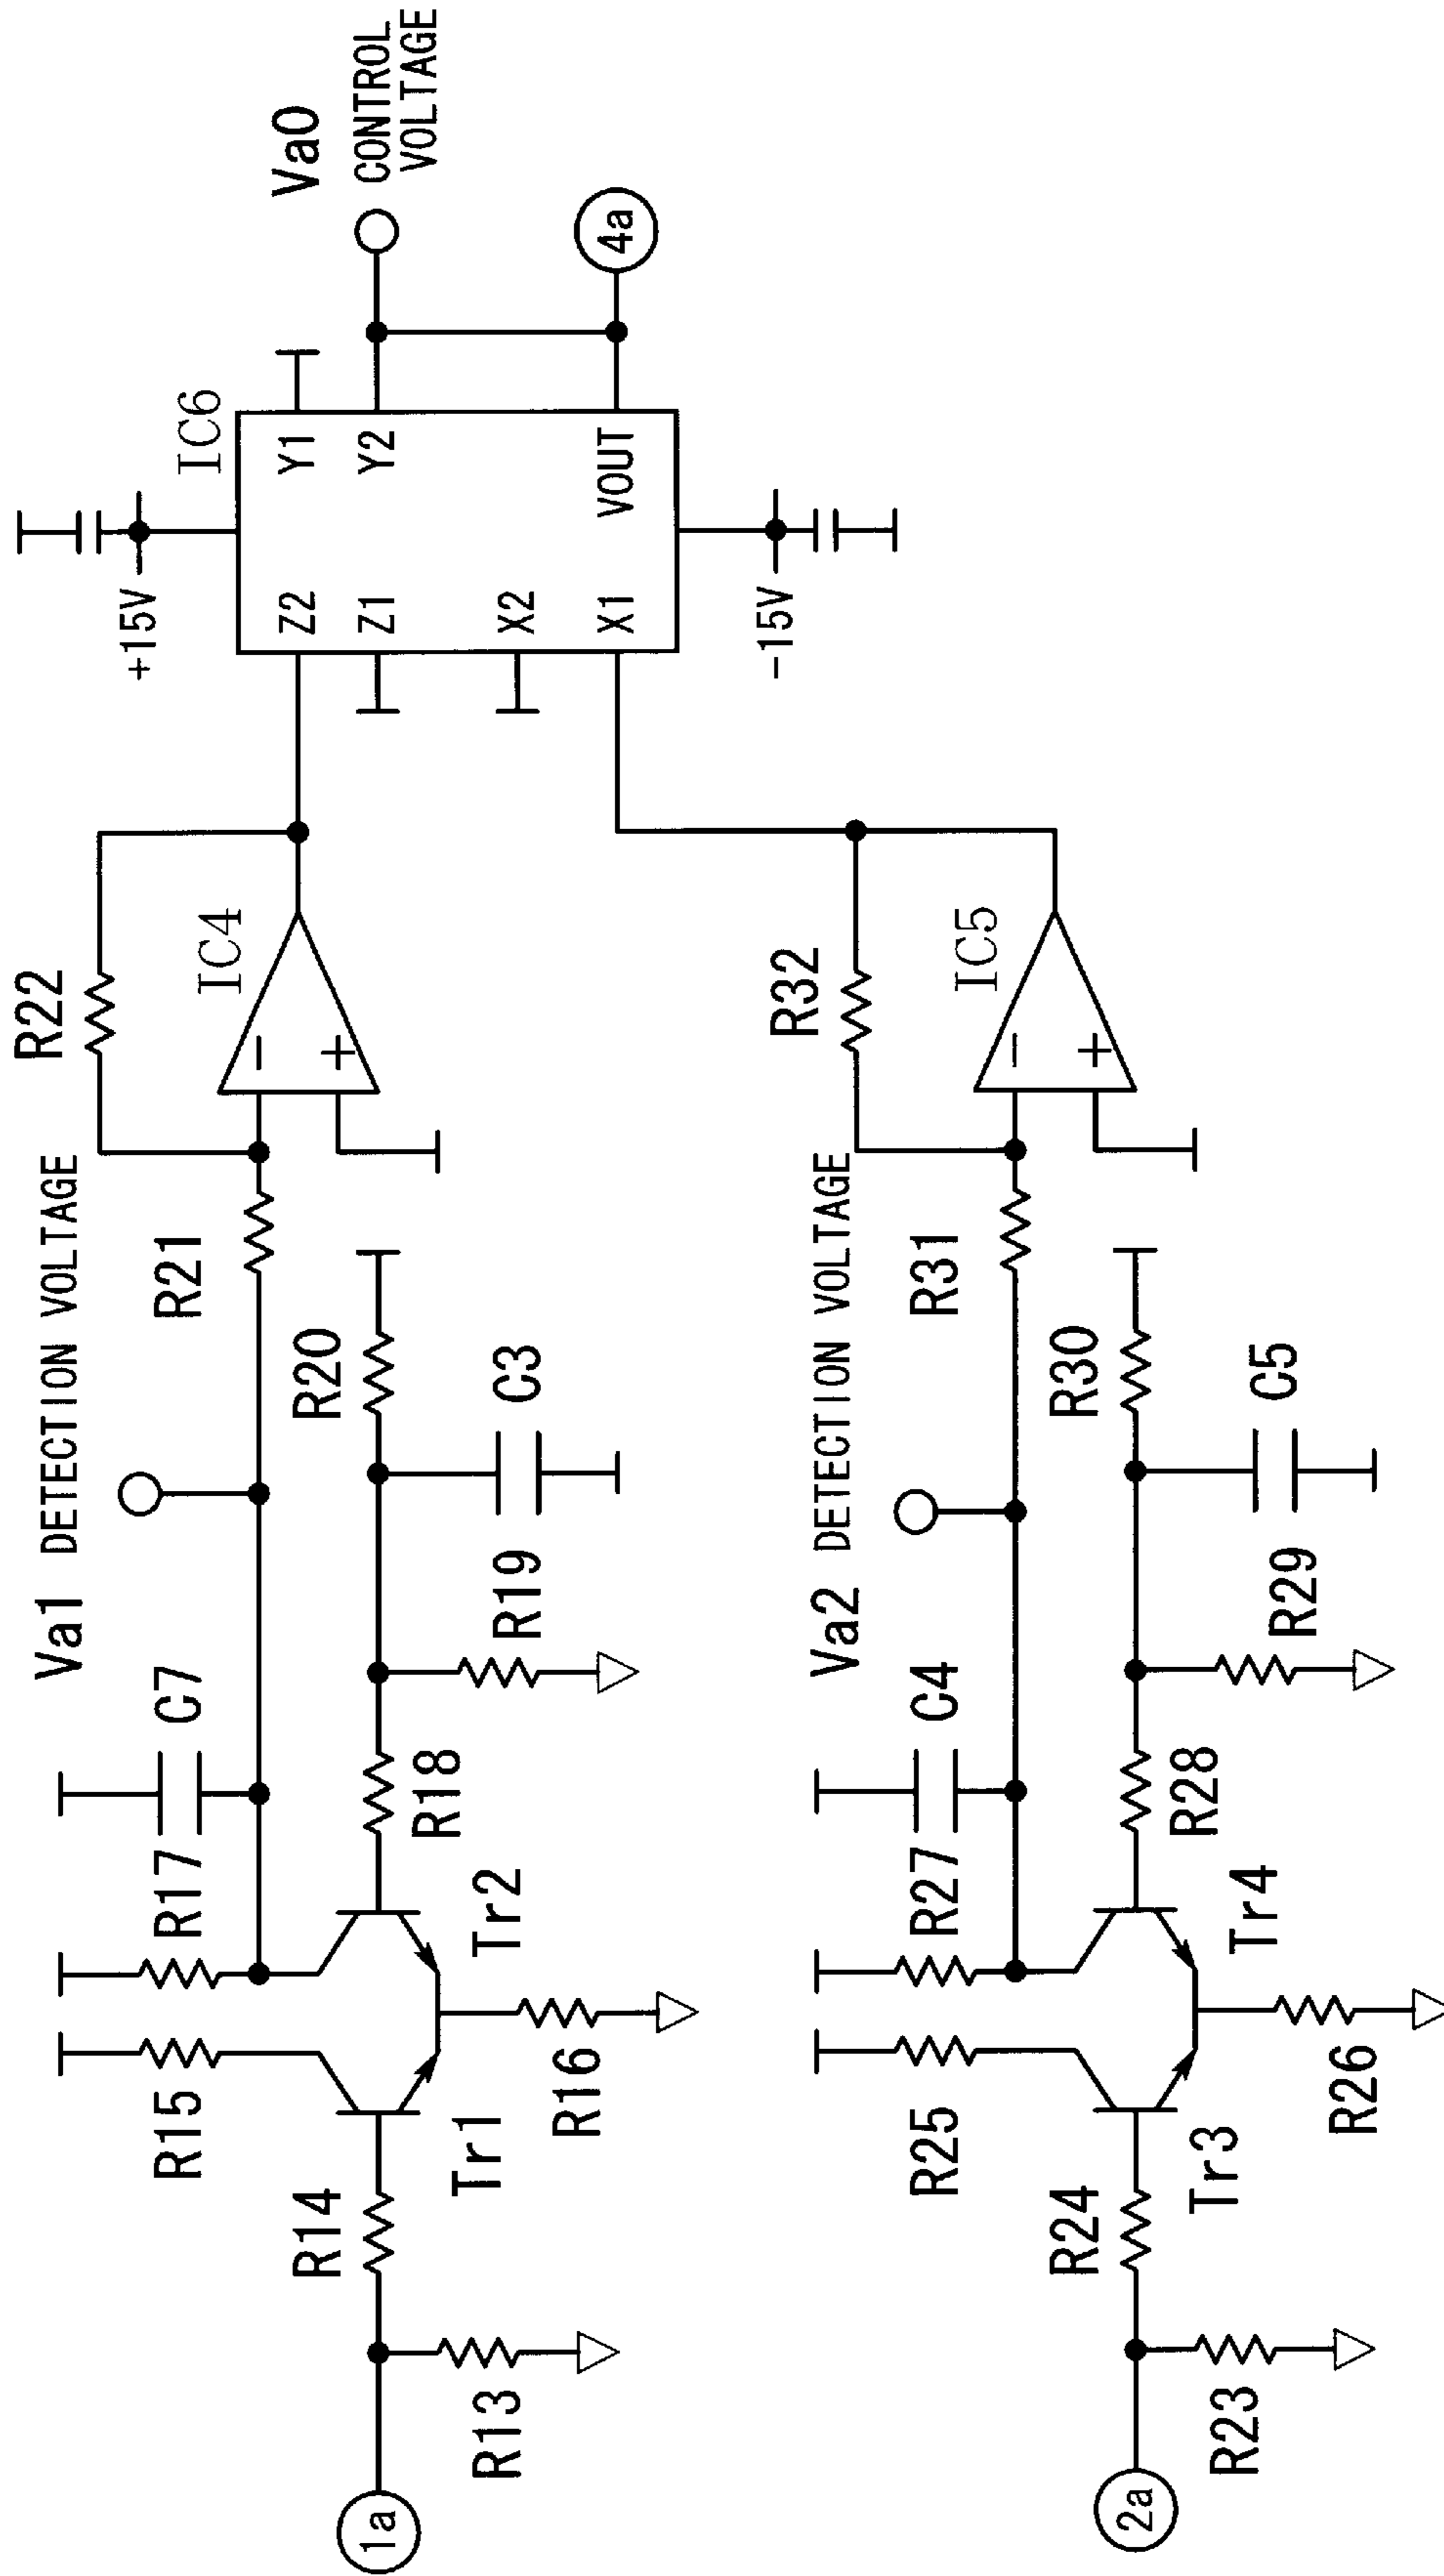 Va1 DETECTION VOLTAGE
R22
IC4
R21
C7
R17
R15
R20
C3
R19
R18
Tr2
Tr1
R16
R14
R13
1a
+15V
IC6
Z2
Y1
Z1
Y2
X2
X1
VOUT
-15V
Va0
CONTROL
VOLTAGE
4a
Va2 DETECTION VOLTAGE
R32
IC5
R31
C4
R27
R25
R30
C5
R29
R28
Tr4
Tr3
R26
R24
R23
2a
-
+
-
+